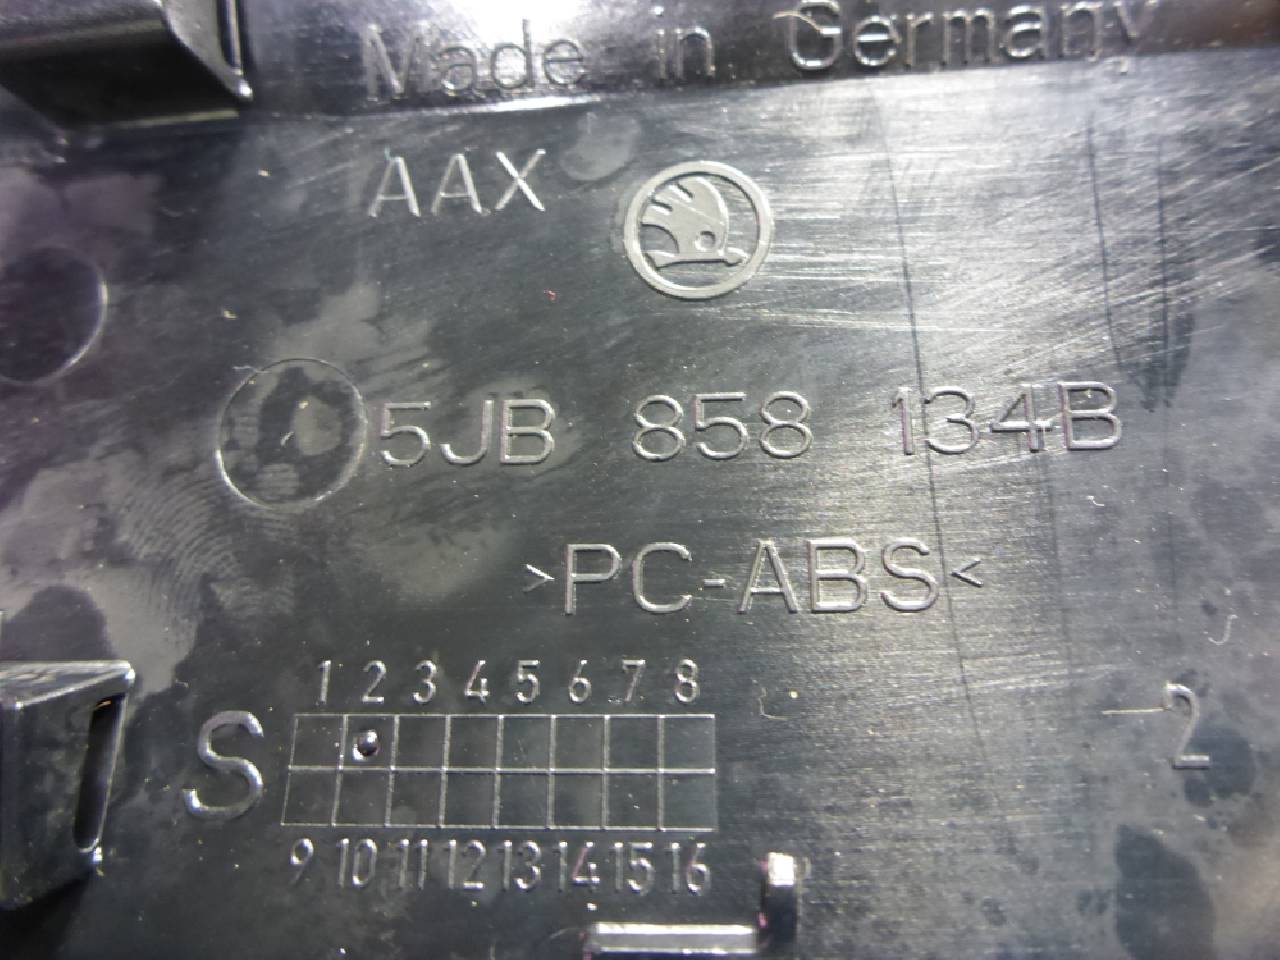 Made in Germany
AAX
5JB 858 134B
>PC-ABS<
1 2 3 4 5 6 7 8
S
2
9 10 11 12 13 14 15 16